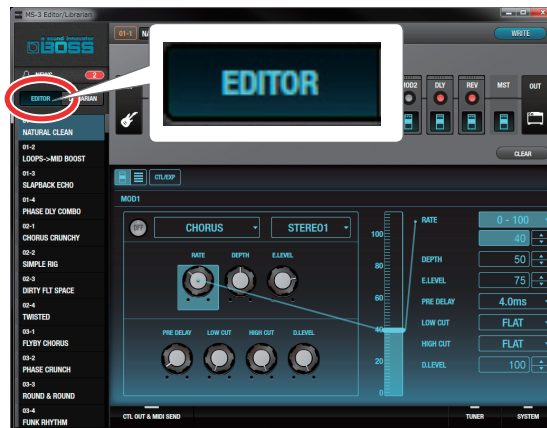 MS-3 Editor/Librarian
a sound innovator
BOSS
01-1
WRITE
NEWS
2
EDITOR
EDITOR
NATURAL CLEAN
01-2
LOOPS->MID BOOST
01-3
SLAPBACK ECHO
01-4
PHASE DLY COMBO
02-1
CHORUS CRUNCHY
02-2
SIMPLE RIG
02-3
DIRTY FLT SPACE
02-4
TWISTED
03-1
FLYBY CHORUS
03-2
PHASE CRUNCH
03-3
ROUND & ROUND
03-4
FUNK RHYTHM
DLY REV MST OUT
CLEAR
CTL/EXP
MOD1
OFF CHORUS STEREO1
RATE DEPTH E.LEVEL
PRE DELAY LOW CUT HIGH CUT D.LEVEL
100
80
60
40
20
0
RATE 0 - 100
40
DEPTH 50
E.LEVEL 75
PRE DELAY 4.0ms
LOW CUT FLAT
HIGH CUT FLAT
D.LEVEL 100
CTL OUT & MIDI SEND TUNER SYSTEM